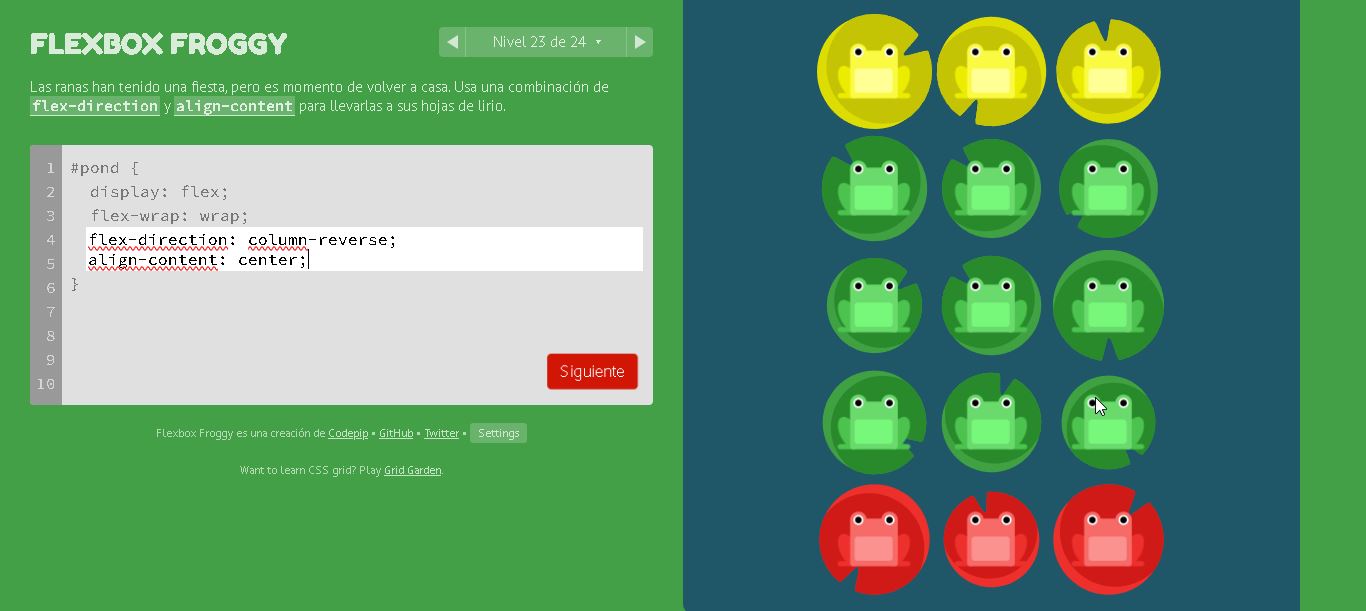 FLEXBOX FROGGY
◀ Nivel 23 de 24 ▾ ▶
Las ranas han tenido una fiesta, pero es momento de volver a casa. Usa una combinación de
flex-direction y align-content para llevarlas a sus hojas de lirio.
1 #pond {
2 display: flex;
3 flex-wrap: wrap;
4 flex-direction: column-reverse;
5 align-content: center;
6 }
7
8
9
10
Siguiente
Flexbox Froggy es una creación de Codepip • GitHub • Twitter • Settings
Want to learn CSS grid? Play Grid Garden.